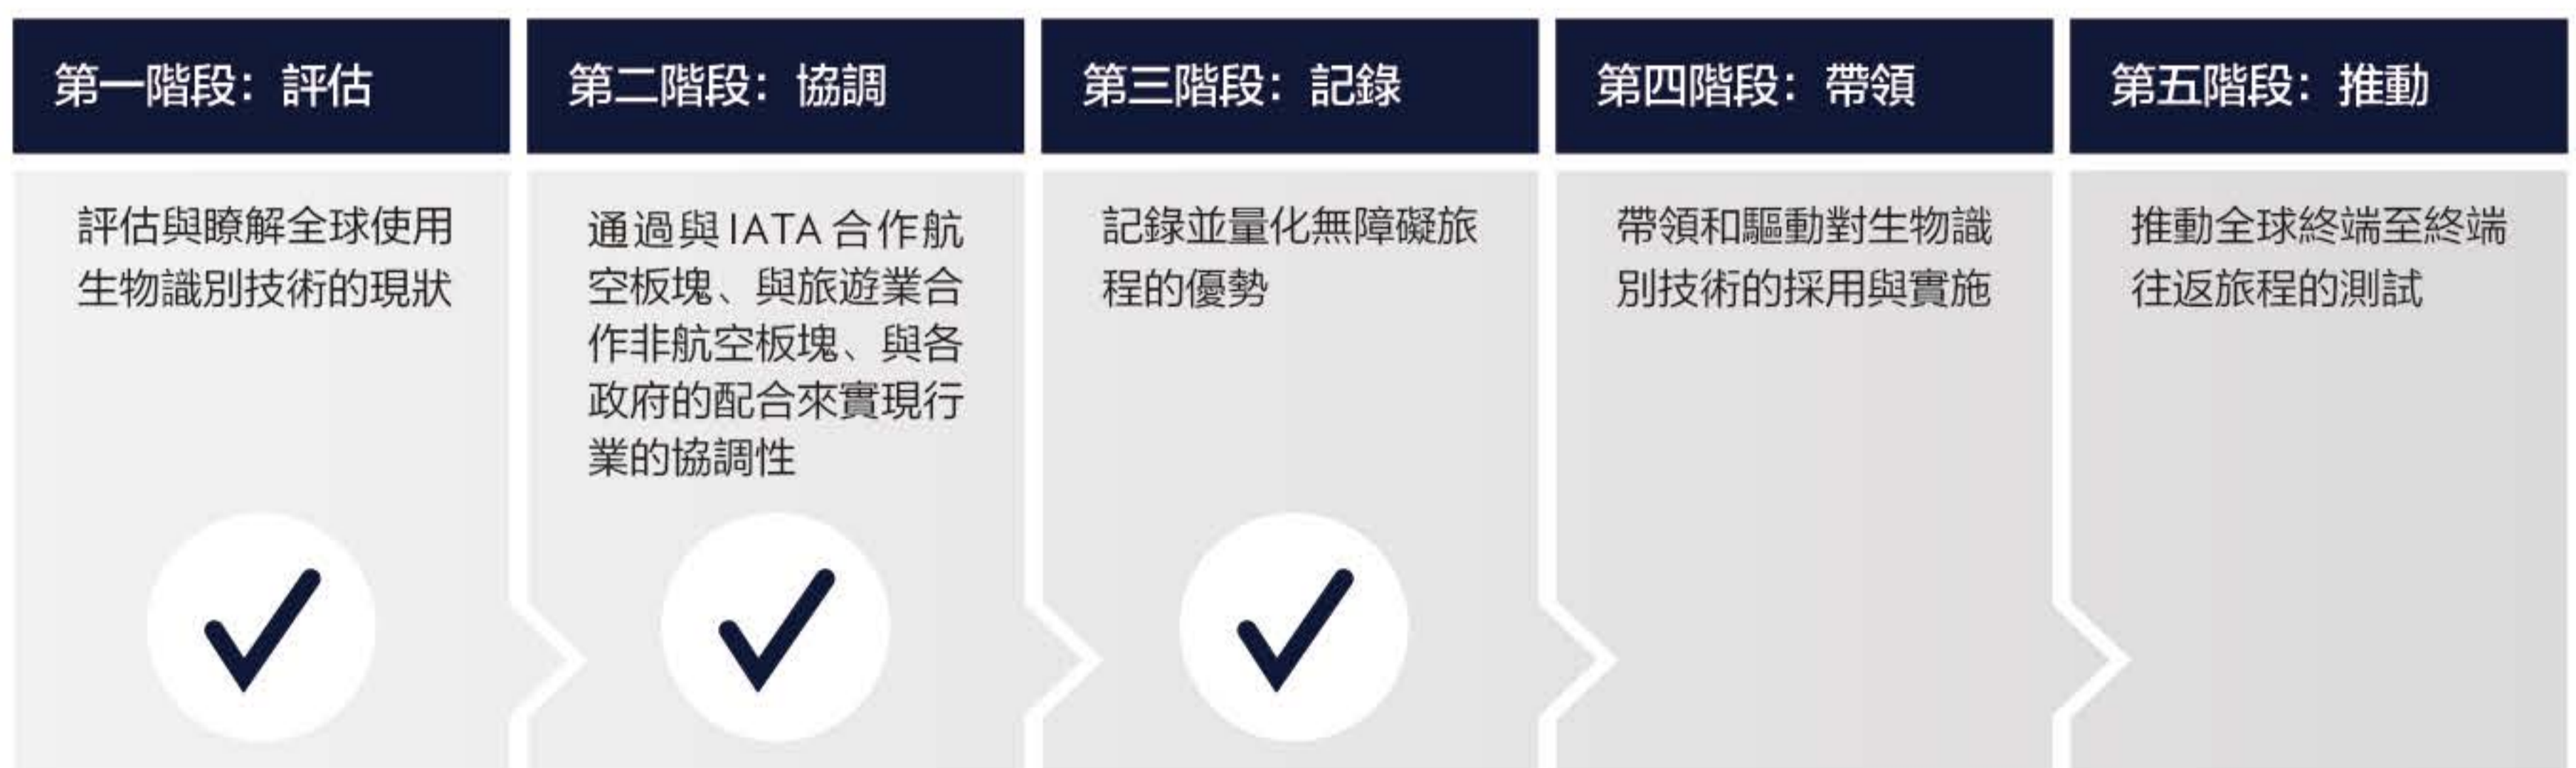 第一階段：評估
評估與瞭解全球使用
生物識別技術的現狀
第二階段：協調
通過與IATA合作航
空板塊、與旅遊業合
作非航空板塊、與各
政府的配合來實現行
業的協調性
第三階段：記錄
記錄並量化無障礙旅
程的優勢
第四階段：帶領
帶領和驅動對生物識
別技術的採用與實施
第五階段：推動
推動全球終端至終端
往返旅程的測試